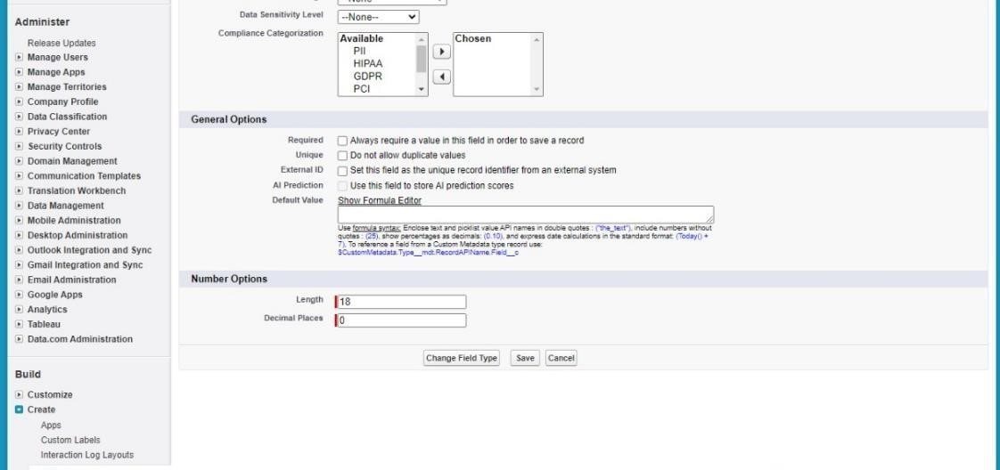 Administer
Release Updates
Manage Users
Manage Apps
Manage Territories
Company Profile
Data Classification
Privacy Center
Security Controls
Domain Management
Communication Templates
Translation Workbench
Data Management
Mobile Administration
Desktop Administration
Outlook Integration and Sync
Gmail Integration and Sync
Email Administration
Google Apps
Analytics
Tableau
Data.com Administration
Build
Customize
Create
Apps
Custom Labels
Interaction Log Layouts
Data Sensitivity Level --None--
Compliance Categorization
Available
PII
HIPAA
GDPR
PCI
Chosen
General Options
Required Always require a value in this field in order to save a record
Unique Do not allow duplicate values
External ID Set this field as the unique record identifier from an external system
AI Prediction Use this field to store AI prediction scores
Default Value Show Formula Editor
Use formula syntax: Enclose text and picklist value API names in double quotes : ("the_text"), include numbers without
quotes : (25), show percentages as decimals: (0.10), and express date calculations in the standard format: (Today() +
7), To reference a field from a Custom Metadata type record use:
$CustomMetadata.Type__mdt.RecordAPIName.Field__c
Number Options
Length 18
Decimal Places 0
Change Field Type Save Cancel